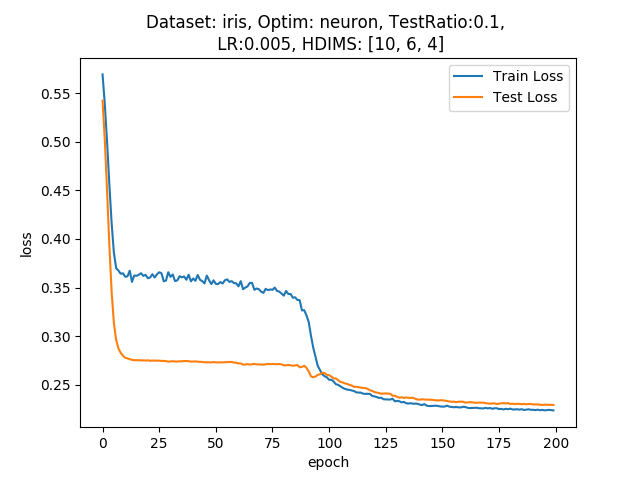 Dataset: iris, Optim: neuron, TestRatio:0.1,
LR:0.005, HDIMS: [10, 6, 4]
Train Loss
Test Loss
0.55
0.50
0.45
0.40
0.35
0.30
0.25
loss
0 25 50 75 100 125 150 175 200
epoch